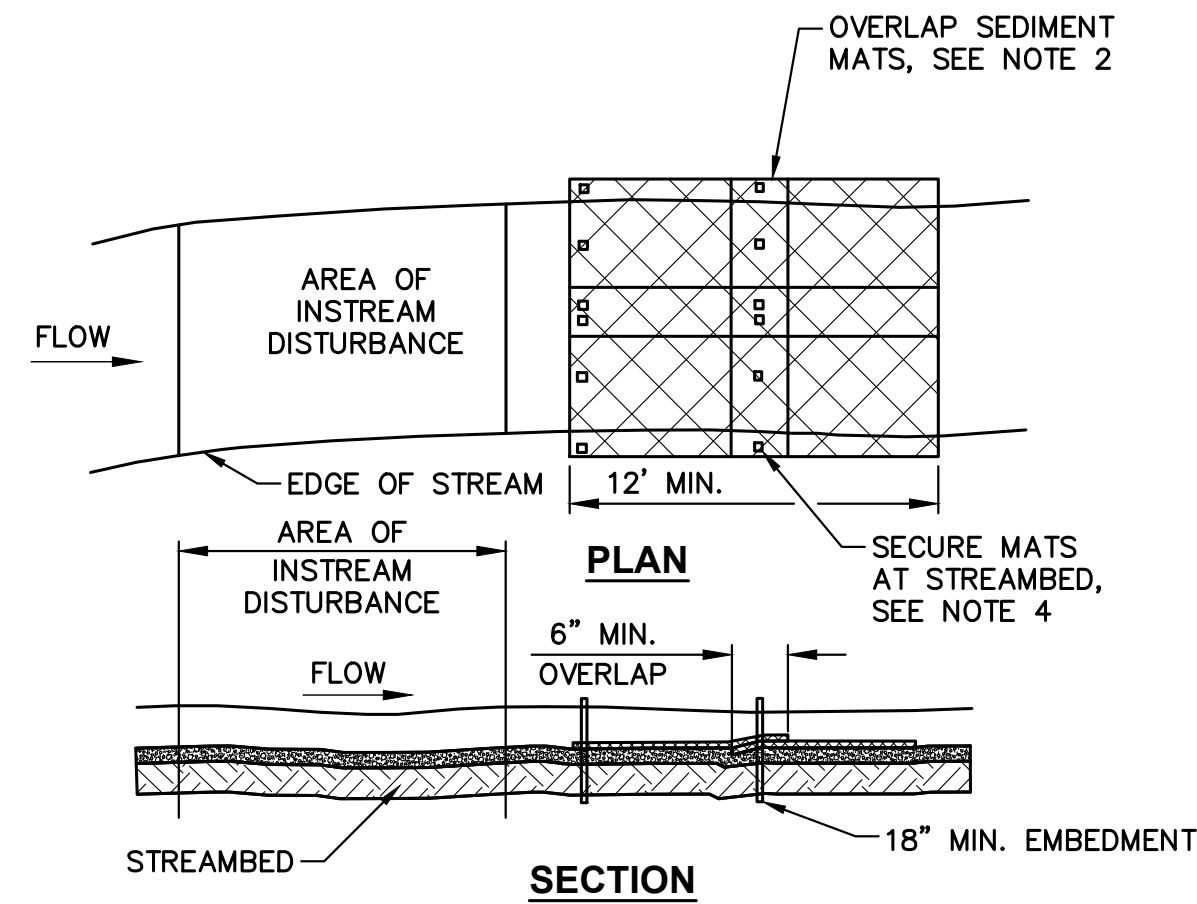 OVERLAP SEDIMENT
MATS, SEE NOTE 2
AREA OF
INSTREAM
DISTURBANCE
FLOW
EDGE OF STREAM
12' MIN.
PLAN
SECURE MATS
AT STREAMBED,
SEE NOTE 4
AREA OF
INSTREAM
DISTURBANCE
6” MIN.
OVERLAP
FLOW
STREAMBED
18” MIN. EMBEDMENT
SECTION